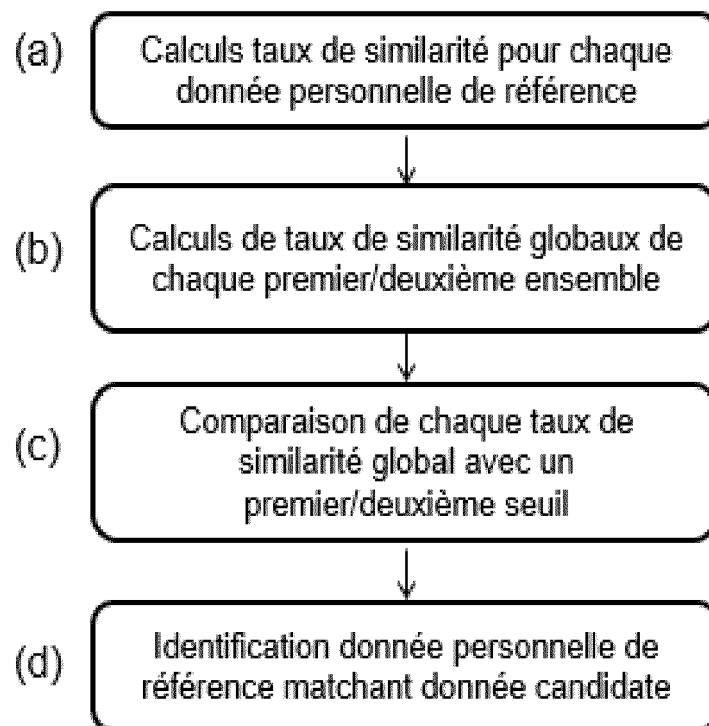 (a)
Calculs taux de similarité pour chaque
donnée personnelle de référence
(b)
Calculs de taux de similarité globaux de
chaque premier/deuxième ensemble
(c)
Comparaison de chaque taux de
similarité global avec un
premier/deuxième seuil
(d)
Identification donnée personnelle de
référence matchant donnée candidate